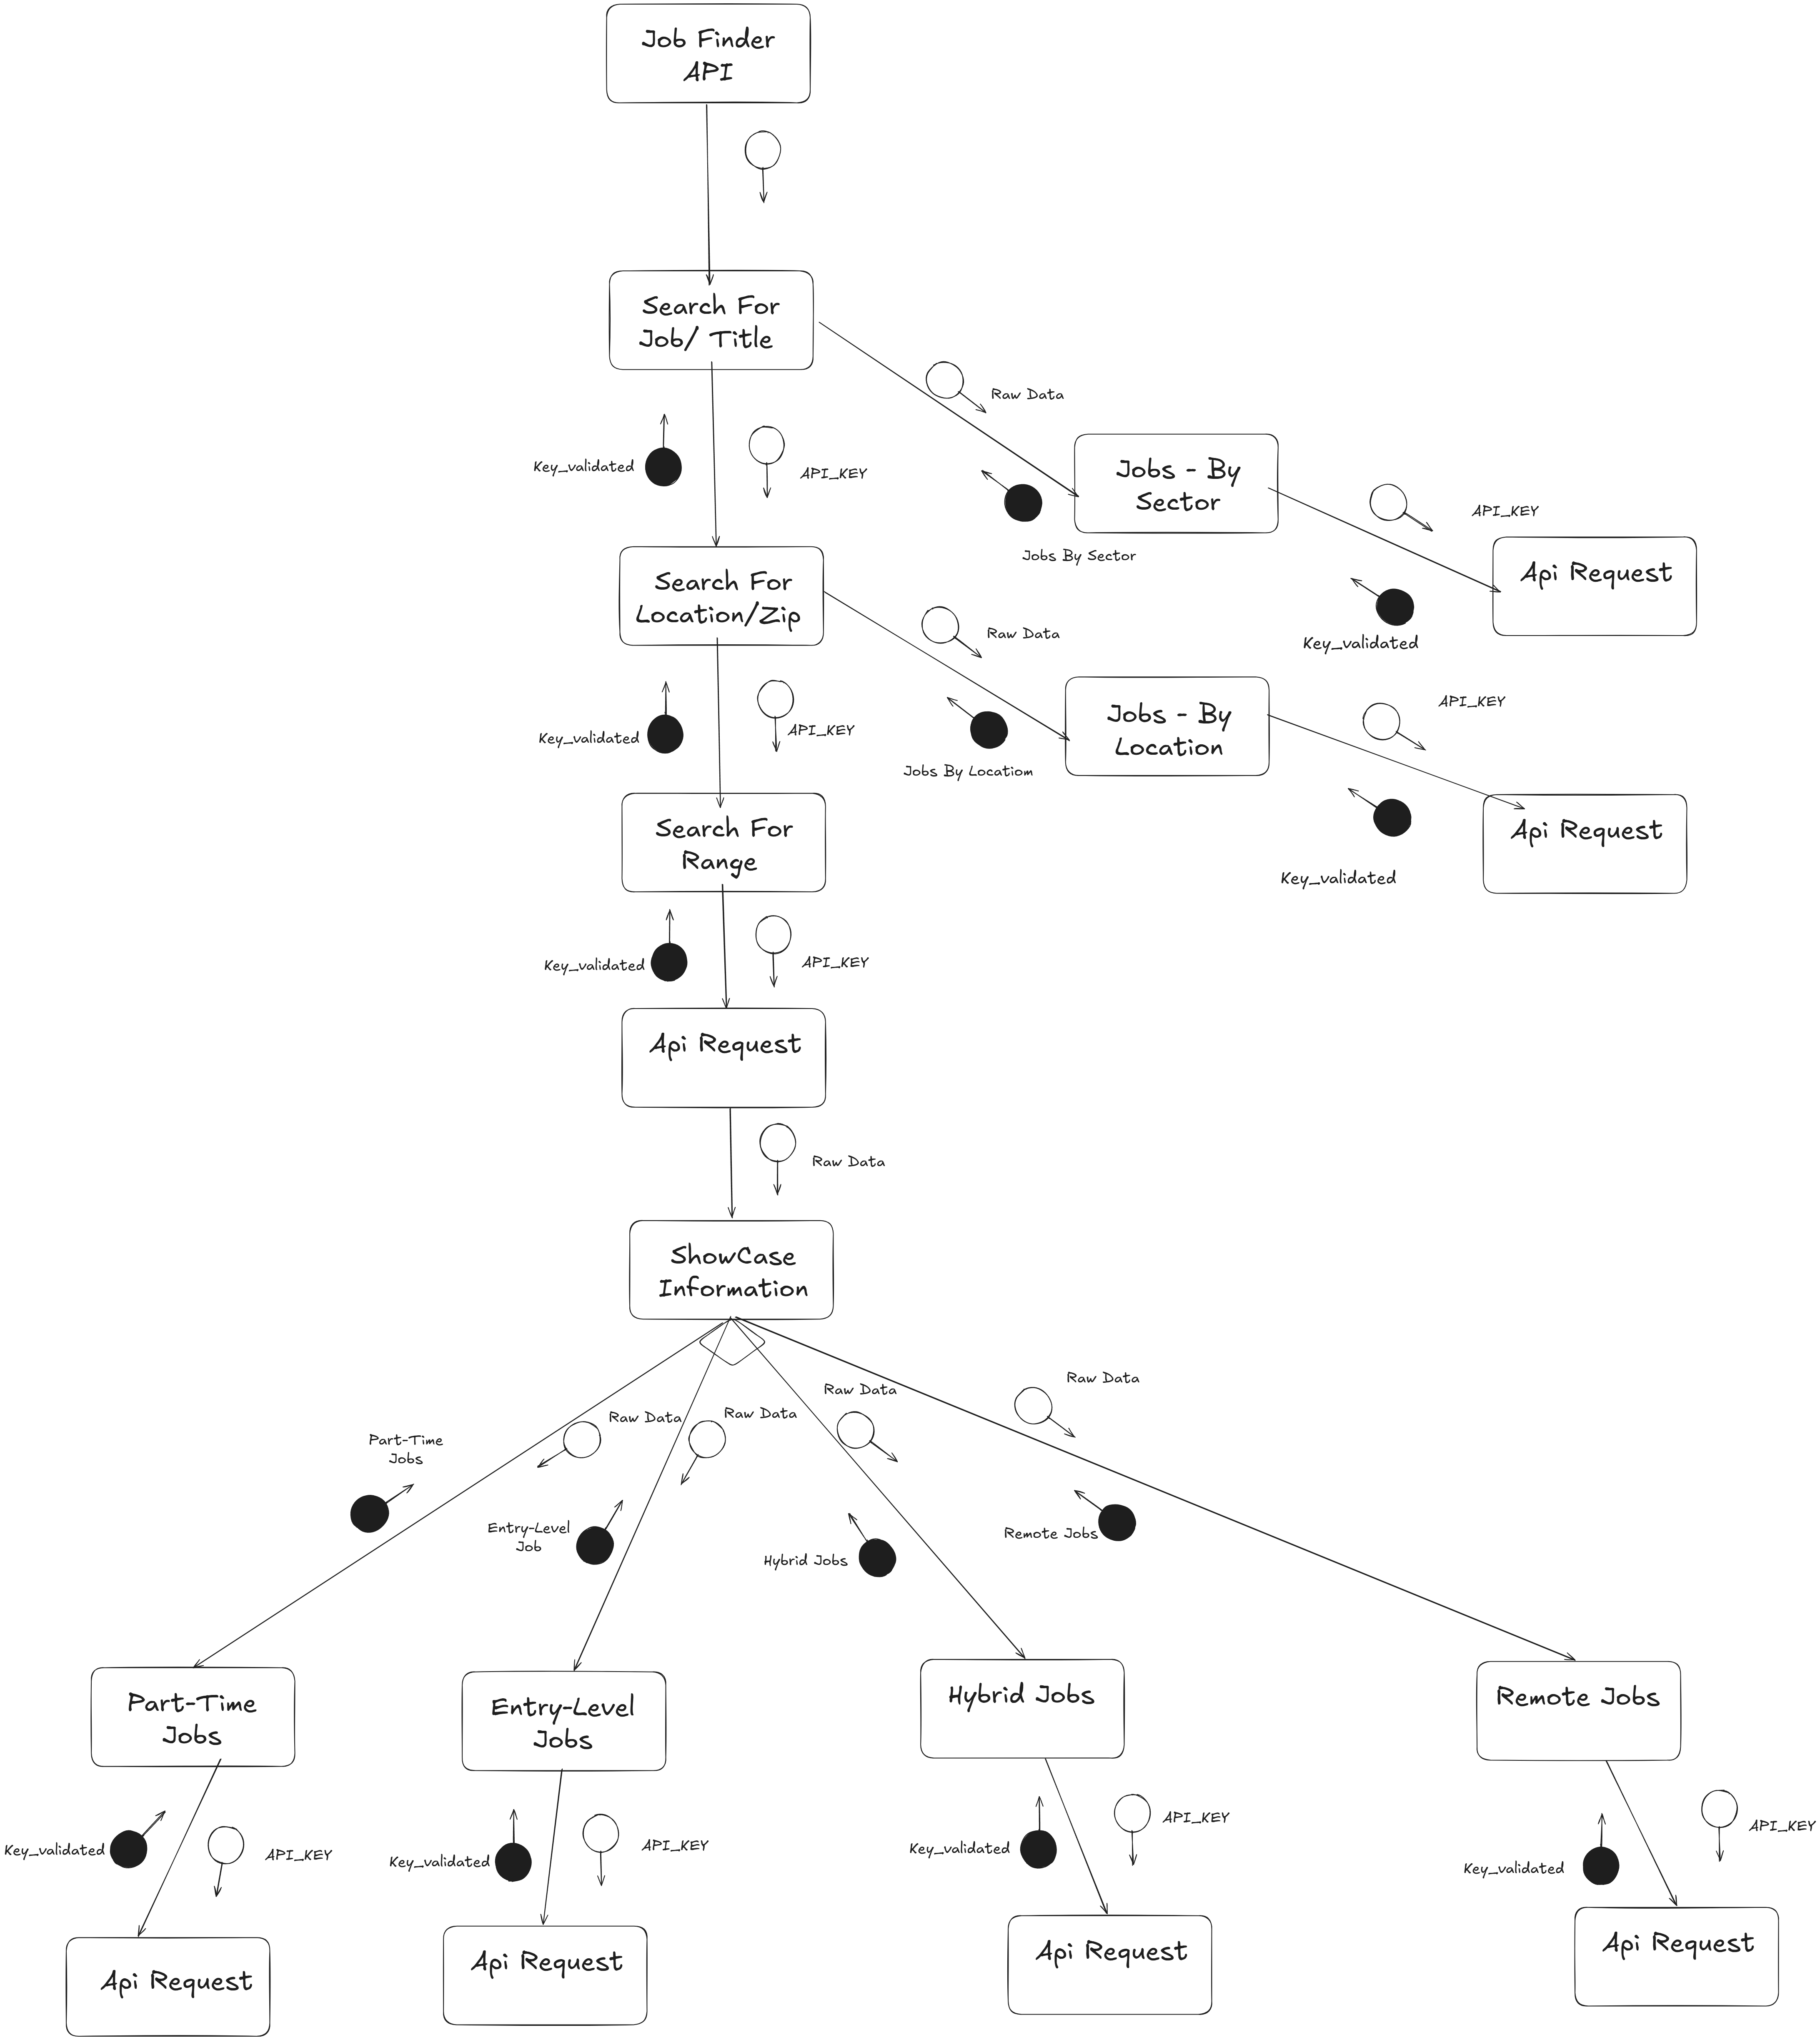 Job Finder
API
Search For
Job/ Title
Raw Data
Key_validated
API_KEY
Jobs - By
Sector
API_KEY
Jobs By Sector
Api Request
Search For
Location/Zip
Raw Data
Key_validated
Key_validated
API_KEY
Jobs - By
Location
API_KEY
Jobs By Locatiom
Search For
Range
Api Request
Key_validated
Key_validated
API_KEY
Api Request
Raw Data
ShowCase
Information
Raw Data
Raw Data
Raw Data
Raw Data
Part-Time
Jobs
Entry-Level
Job
Hybrid Jobs
Remote Jobs
Part-Time
Jobs
Entry-Level
Jobs
Hybrid Jobs
Remote Jobs
Key_validated
API_KEY
Key_validated
API_KEY
Key_validated
API_KEY
Key_validated
API_KEY
Api Request
Api Request
Api Request
Api Request